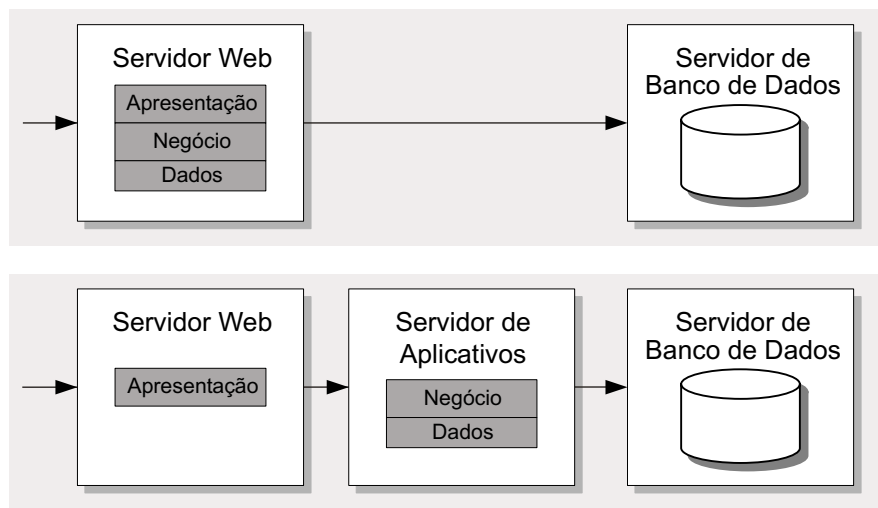 Servidor Web
Apresentação
Negócio
Dados
Servidor de
Banco de Dados
Servidor Web
Apresentação
Servidor de
Aplicativos
Negócio
Dados
Servidor de
Banco de Dados